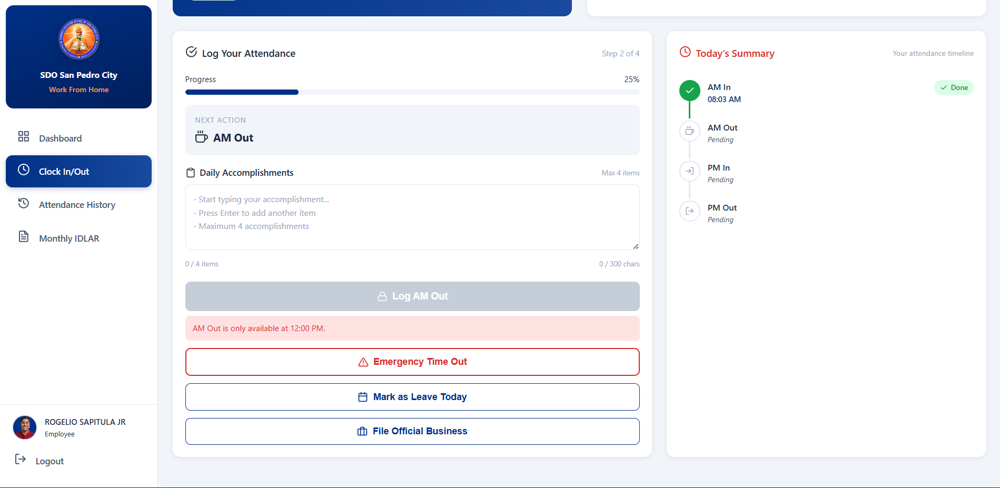 SDO San Pedro City
Work From Home
Dashboard
Clock In/Out
Attendance History
Monthly IDLAR
ROGELIO SAPITULA JR
Employee
Logout
Log Your Attendance
Step 2 of 4
Progress
25%
NEXT ACTION
AM Out
Daily Accomplishments
Max 4 items
- Start typing your accomplishment...
- Press Enter to add another item
- Maximum 4 accomplishments
0 / 4 items
0 / 300 chars
Log AM Out
AM Out is only available at 12:00 PM.
Emergency Time Out
Mark as Leave Today
File Official Business
Today's Summary
Your attendance timeline
AM In
08:03 AM
Done
AM Out
Pending
PM In
Pending
PM Out
Pending